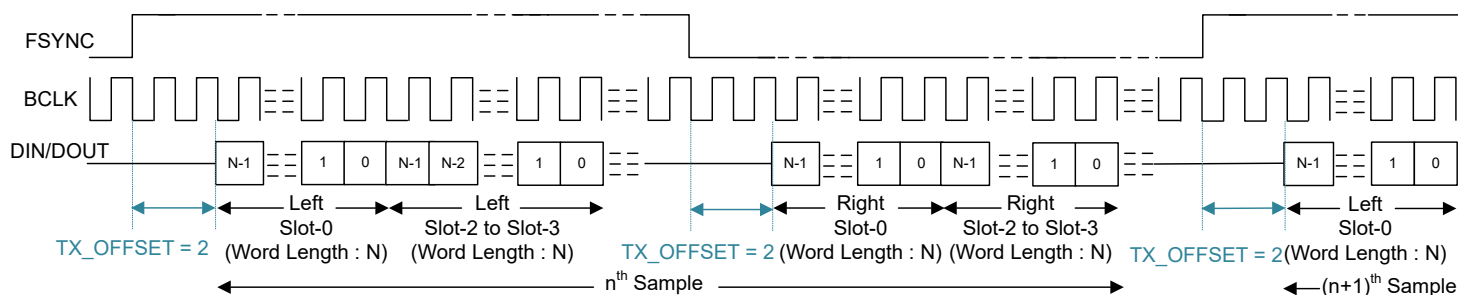 FSYNC
BCLK
DIN/DOUT
N-1 1 0 N-1 N-2 1 0 N-1 1 0 N-1 1 0 N-1 1 0
Left Left Right Right Left
Slot-0 Slot-2 to Slot-3 Slot-0 Slot-2 to Slot-3 Slot-0
TX_OFFSET = 2 (Word Length : N) (Word Length : N) TX_OFFSET = 2 (Word Length : N) (Word Length : N) TX_OFFSET = 2 (Word Length : N)
nth Sample (n+1)th Sample